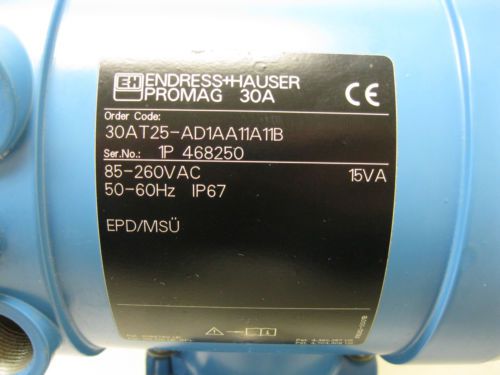 EH ENDRESS+HAUSER
PROMAG 30A
CE
Order Code:
30AT25-AD1AA11A11B
Ser.No.: 1P 468250
85-260VAC 15VA
50-60Hz IP67
EPD/MSÜ